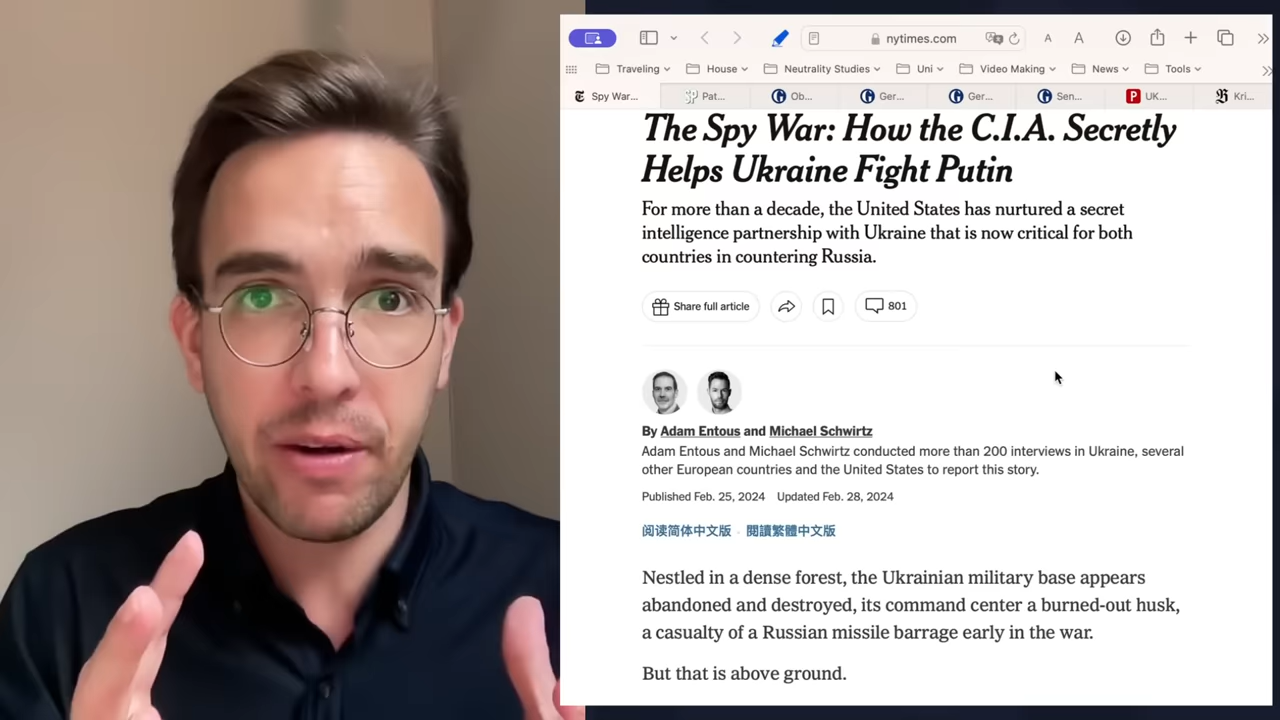 nytimes.com
A A
Traveling House Neutrality Studies Uni Video Making News Tools
Spy War... Pat... Ob... Ger... Ger... Sen... UK... Kri...
The Spy War: How the C.I.A. Secretly
Helps Ukraine Fight Putin
For more than a decade, the United States has nurtured a secret
intelligence partnership with Ukraine that is now critical for both
countries in countering Russia.
Share full article 801
By Adam Entous and Michael Schwirtz
Adam Entous and Michael Schwirtz conducted more than 200 interviews in Ukraine, several
other European countries and the United States to report this story.
Published Feb. 25, 2024 Updated Feb. 28, 2024
阅读简体中文版 · 閱讀繁體中文版
Nestled in a dense forest, the Ukrainian military base appears
abandoned and destroyed, its command center a burned-out husk,
a casualty of a Russian missile barrage early in the war.
But that is above ground.